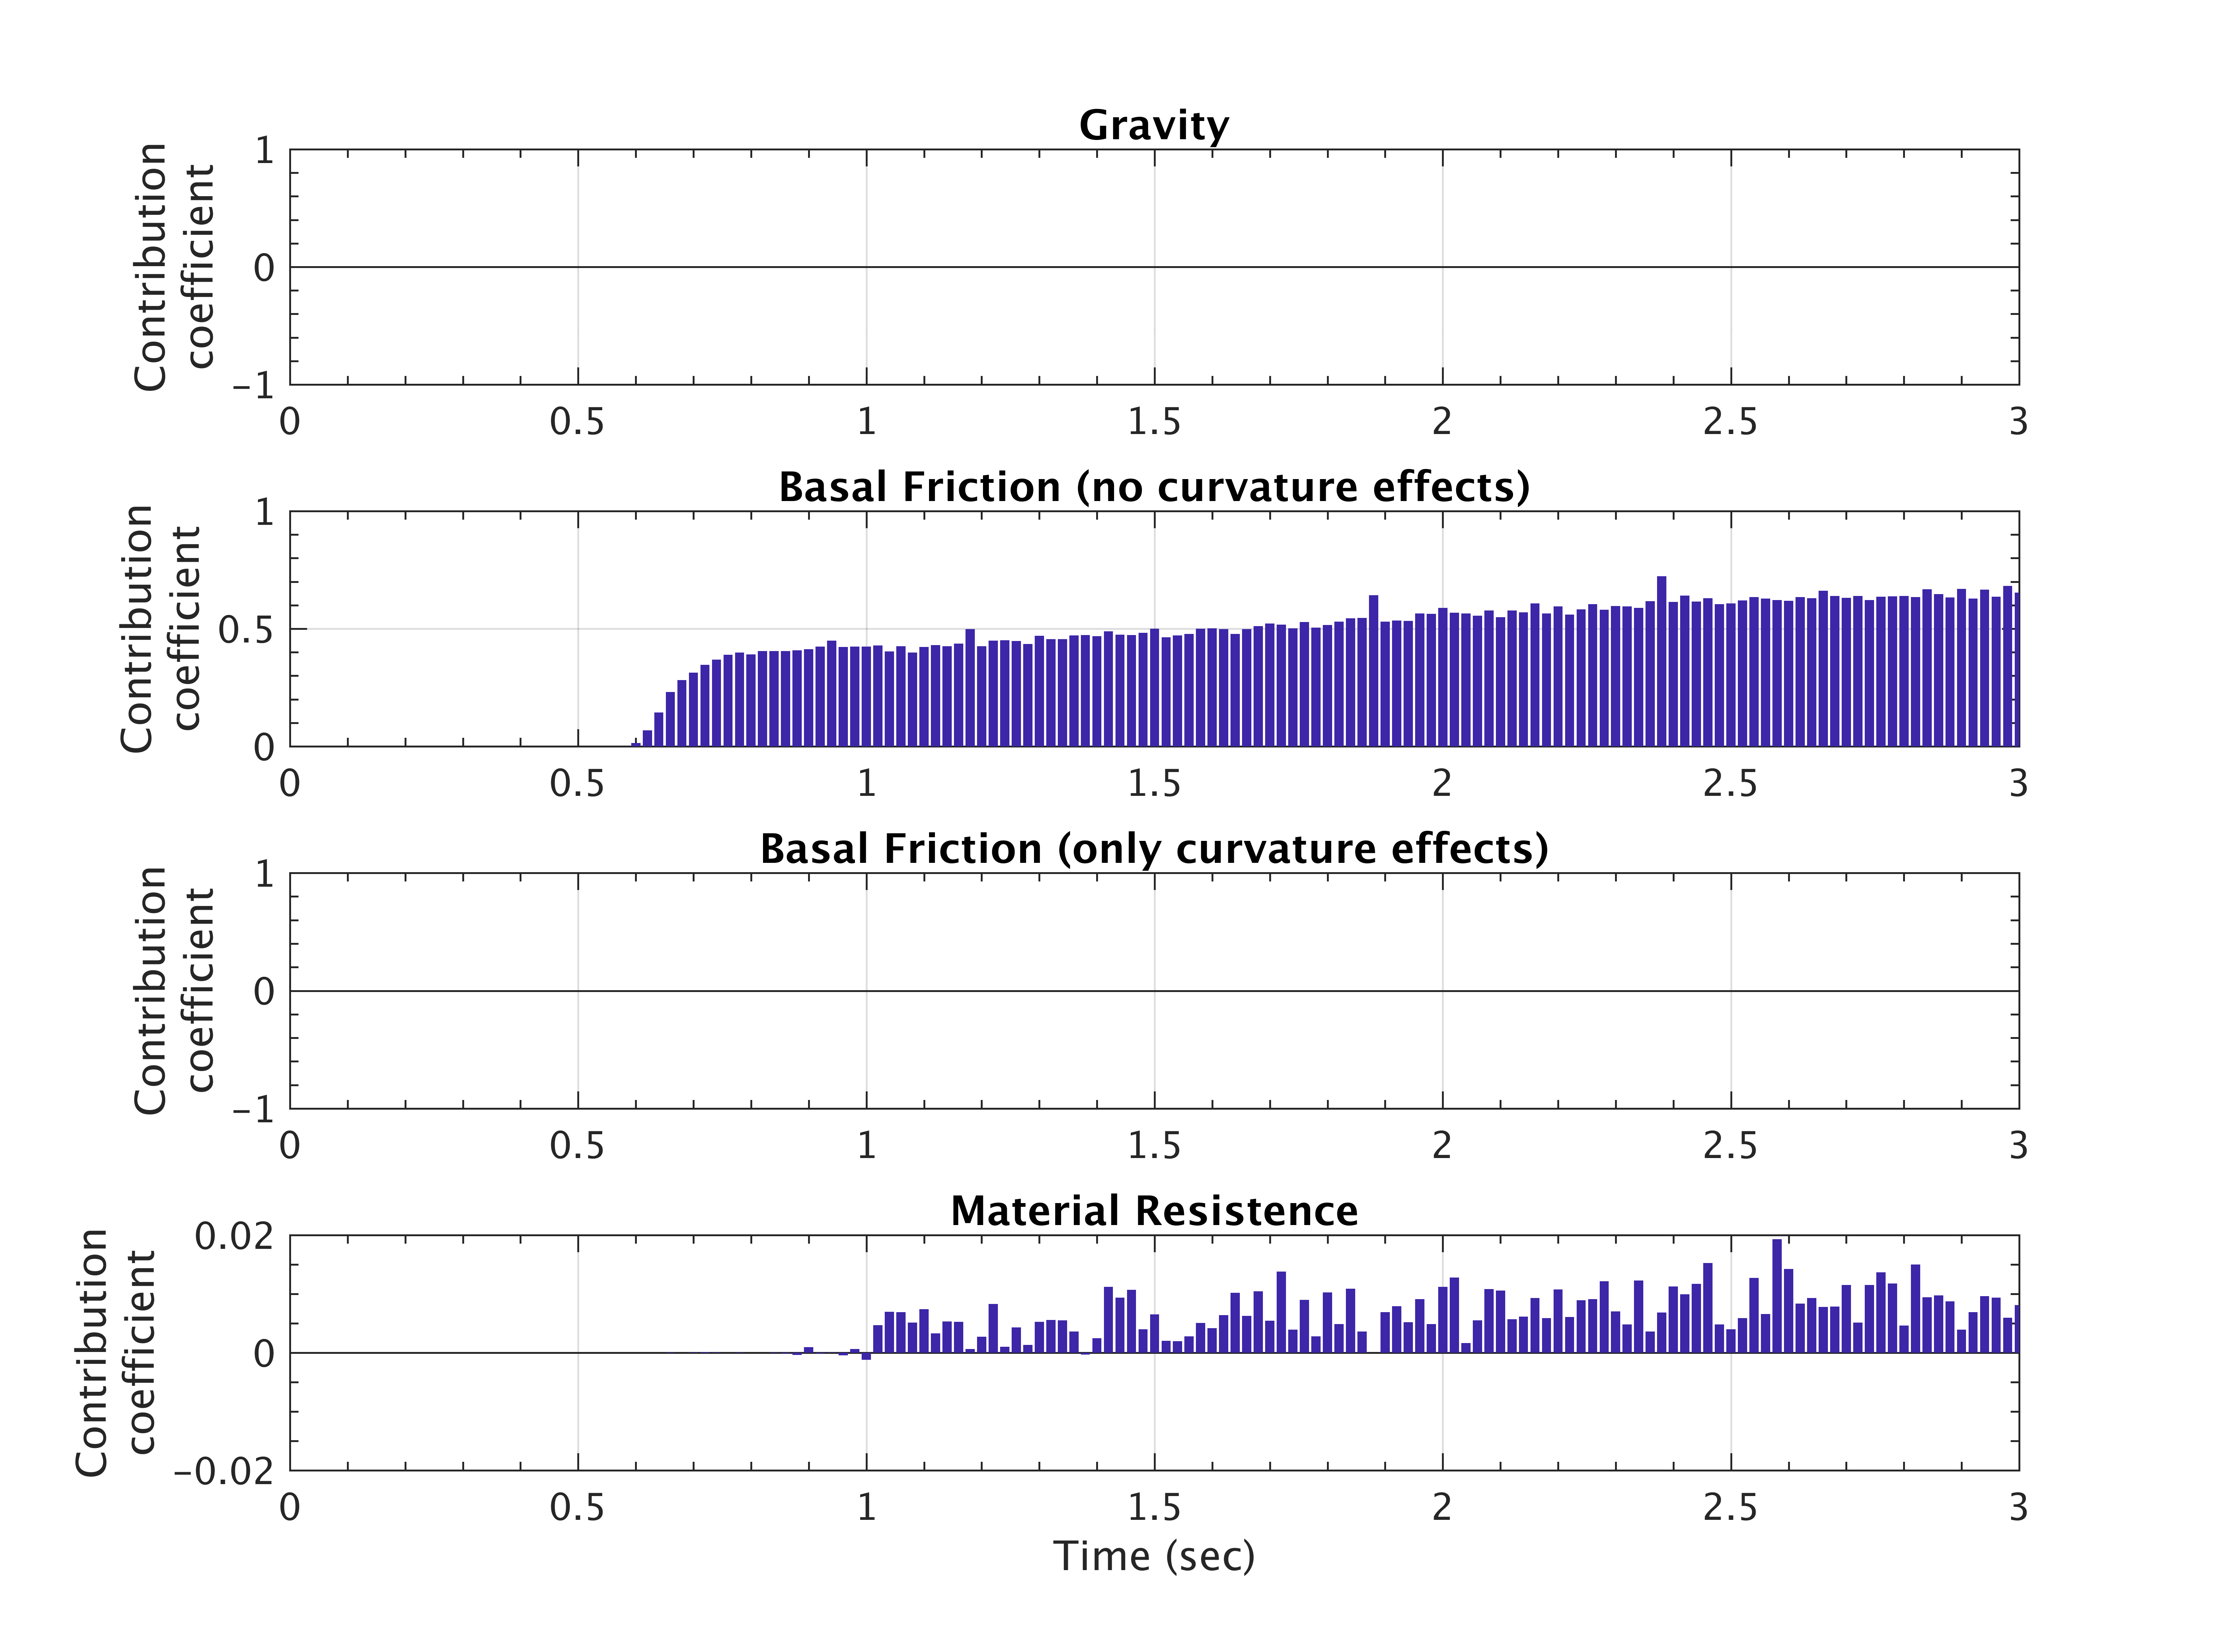 Gravity
Contribution
coefficient
1
0
-1
0 0.5 1 1.5 2 2.5 3
Basal Friction (no curvature effects)
Contribution
coefficient
1
0.5
0
0 0.5 1 1.5 2 2.5 3
Basal Friction (only curvature effects)
Contribution
coefficient
1
0
-1
0 0.5 1 1.5 2 2.5 3
Material Resistence
Contribution
coefficient
0.02
0
-0.02
0 0.5 1 1.5 2 2.5 3
Time (sec)